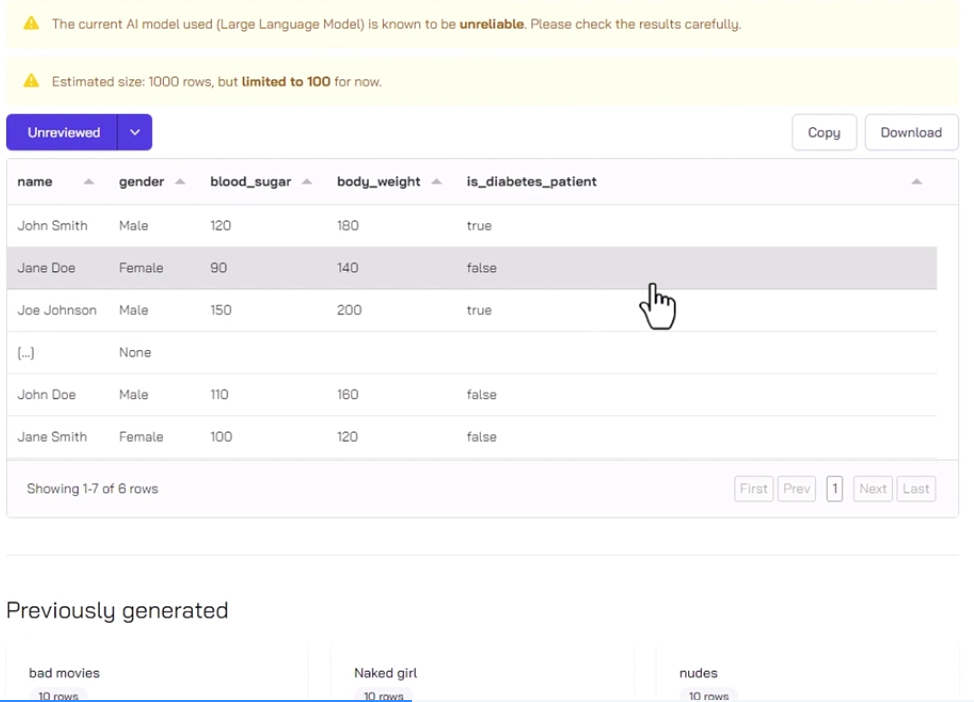 The current AI model used (Large Language Model) is known to be unreliable. Please check the results carefully.
Estimated size: 1000 rows, but limited to 100 for now.
Unreviewed Copy Download
name gender blood_sugar body_weight is_diabetes_patient
John Smith Male 120 180 true
Jane Doe Female 90 140 false
Joe Johnson Male 150 200 true
[...] None
John Doe Male 110 160 false
Jane Smith Female 100 120 false
Showing 1-7 of 6 rows First Prev 1 Next Last
Previously generated
bad movies Naked girl nudes
10 rows 10 rows 10 rows